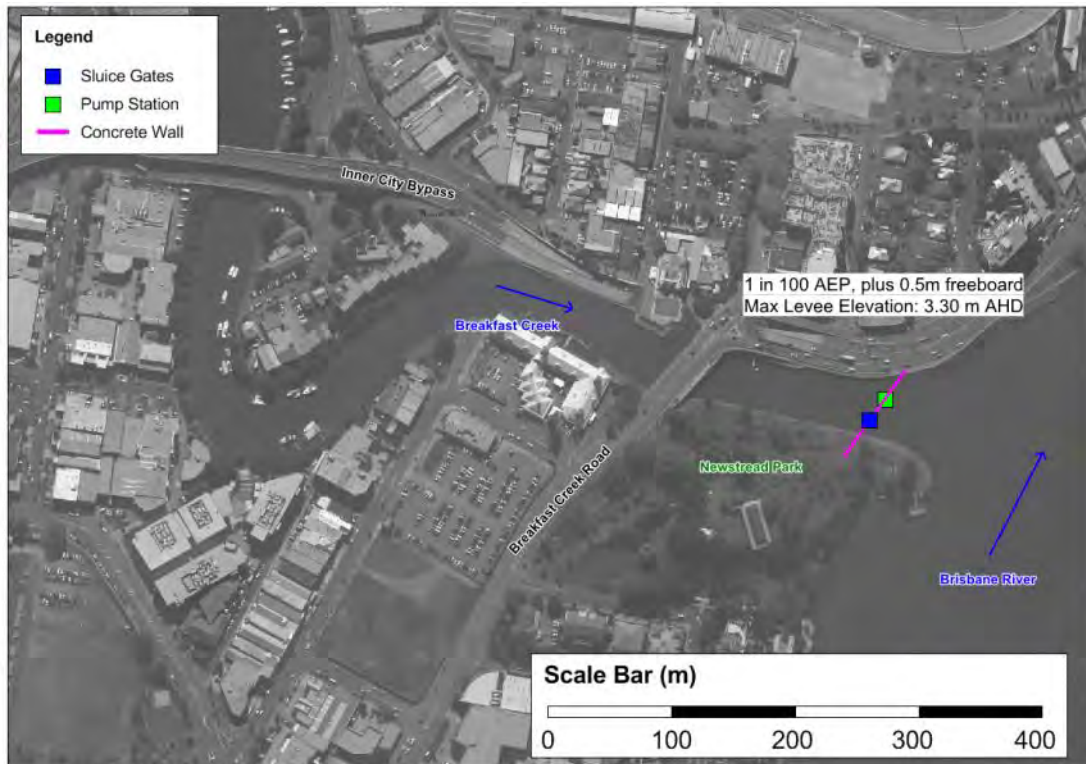 Legend
Sluice Gates
Pump Station
Concrete Wall
Inner City Bypass
1 in 100 AEP, plus 0.5m freeboard
Max Levee Elevation: 3.30 m AHD
Breakfast Creek
Newstread Park
Breakfast Creek Road
Brisbane River
Scale Bar (m)
0 100 200 300 400